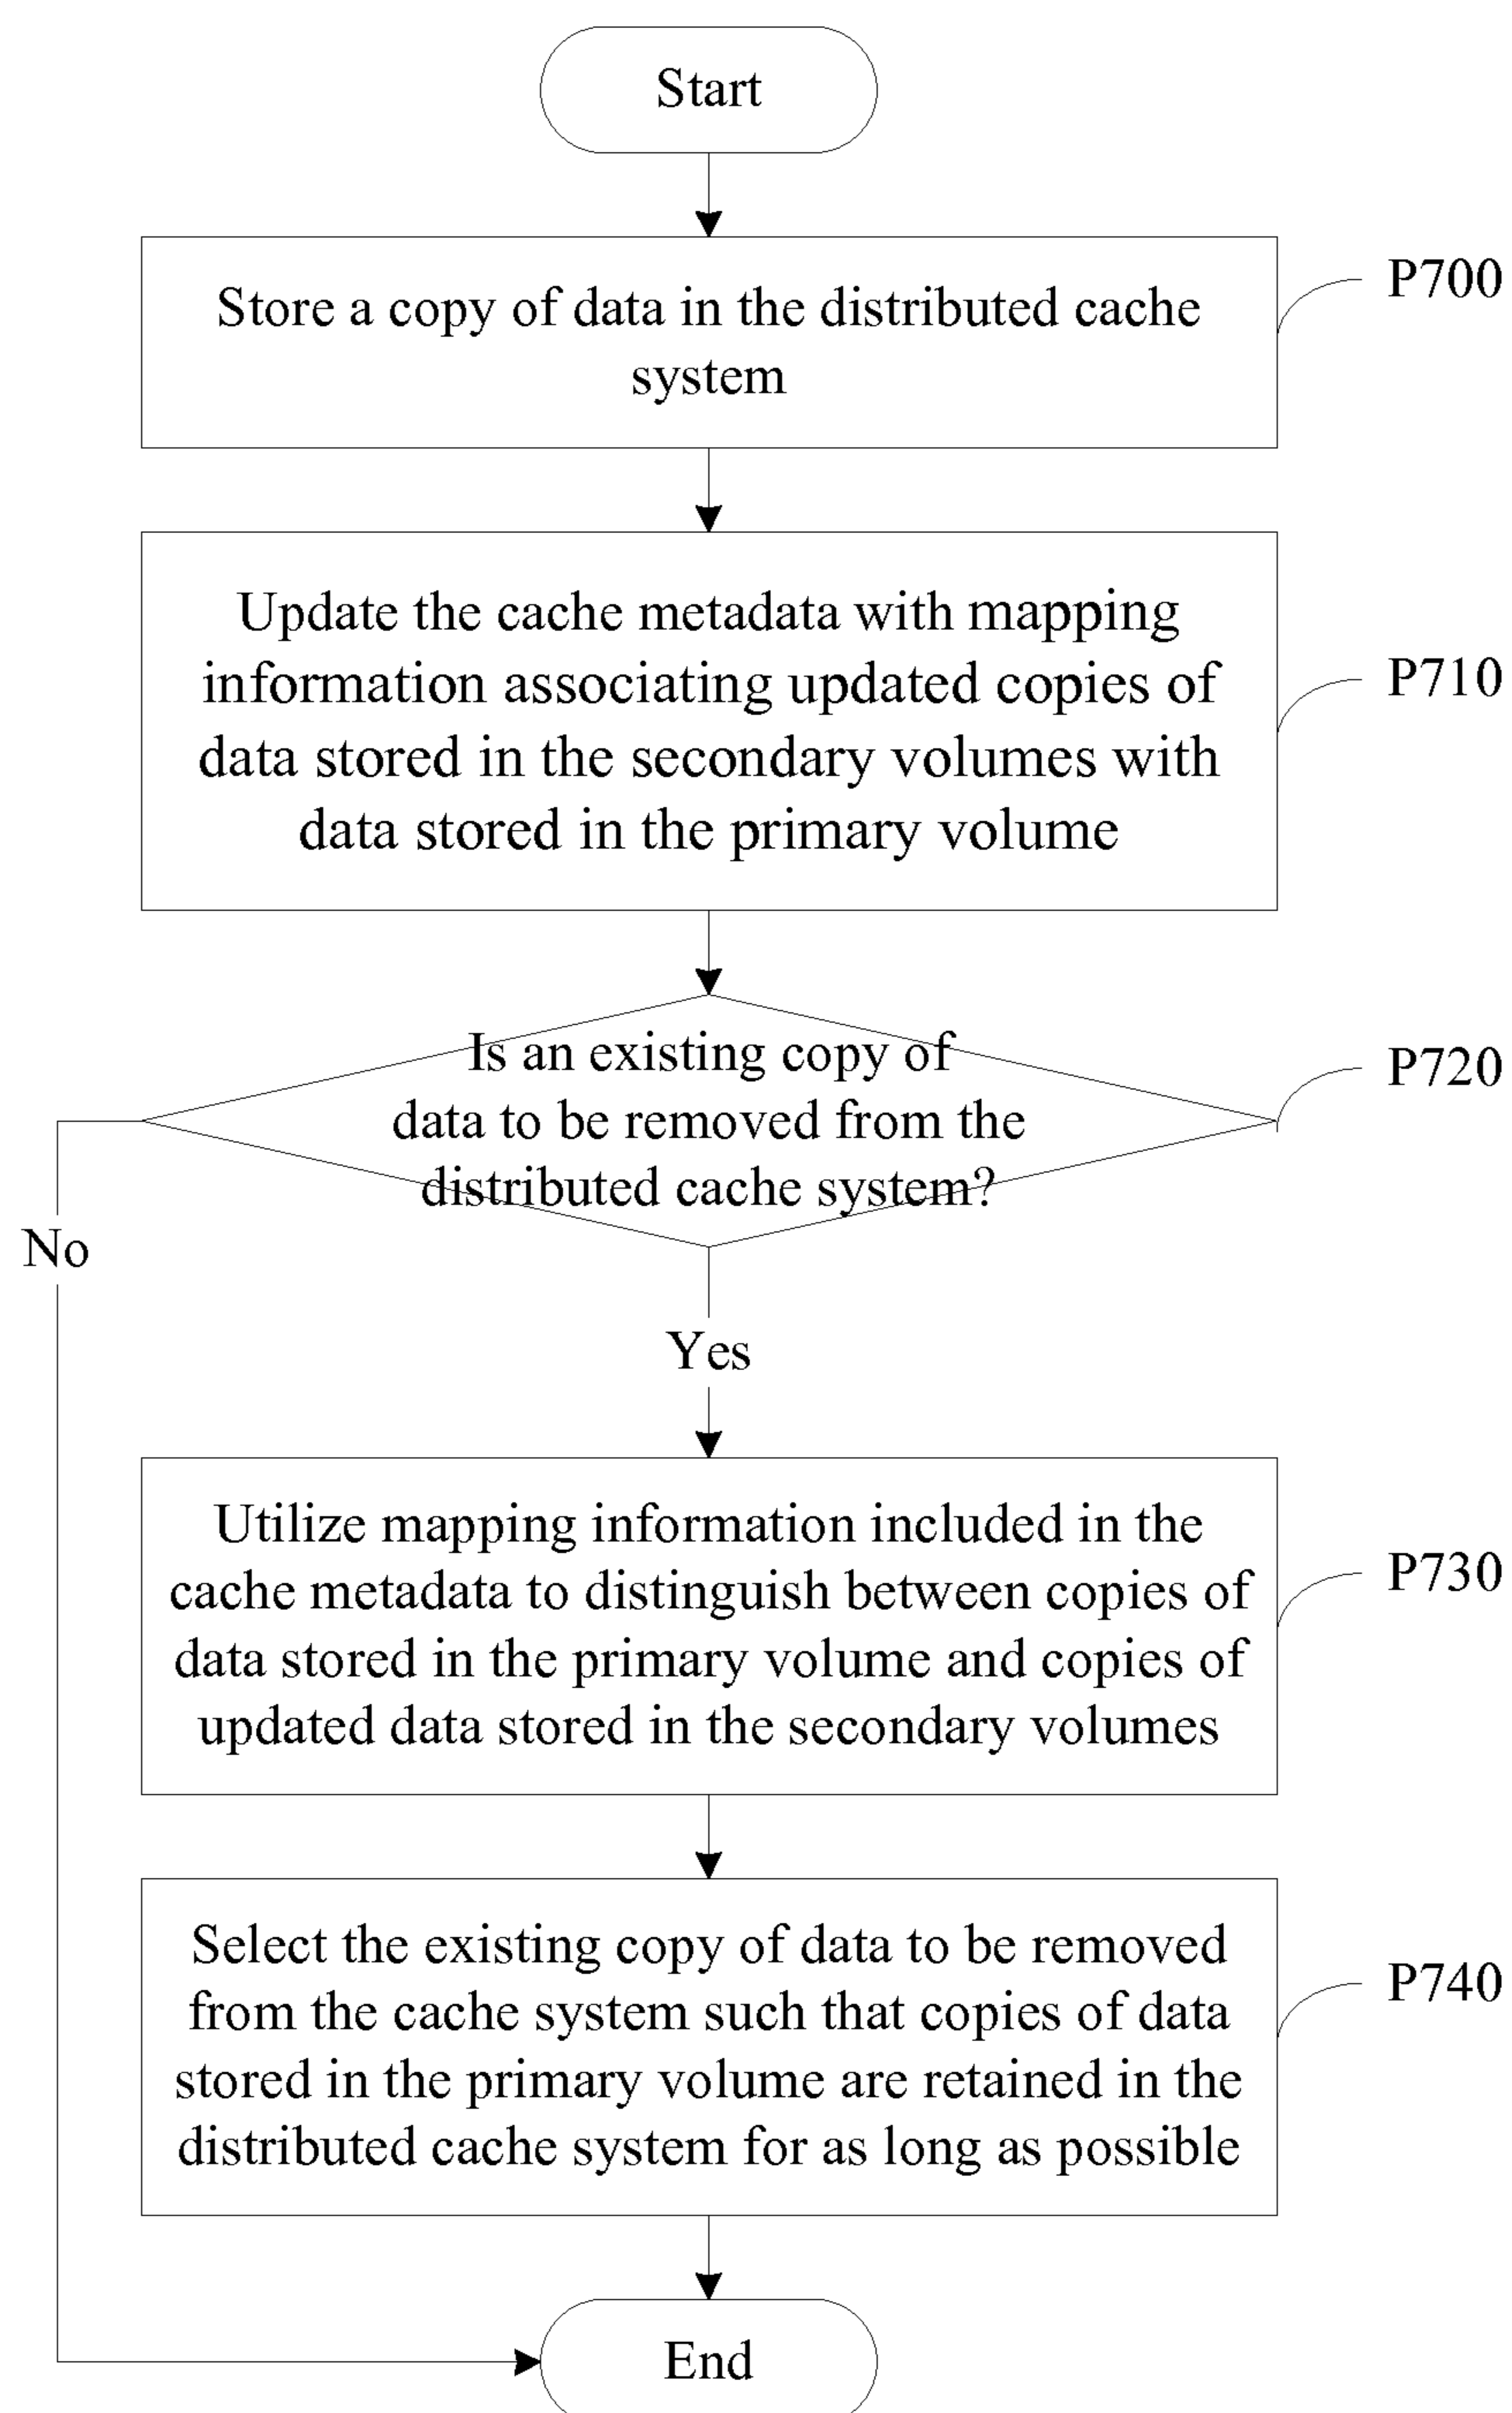 Start
Store a copy of data in the distributed cache
system
P700
Update the cache metadata with mapping
information associating updated copies of
data stored in the secondary volumes with
data stored in the primary volume
P710
Is an existing copy of
data to be removed from the
distributed cache system?
P720
No
Yes
Utilize mapping information included in the
cache metadata to distinguish between copies of
data stored in the primary volume and copies of
updated data stored in the secondary volumes
P730
Select the existing copy of data to be removed
from the cache system such that copies of data
stored in the primary volume are retained in the
distributed cache system for as long as possible
P740
End